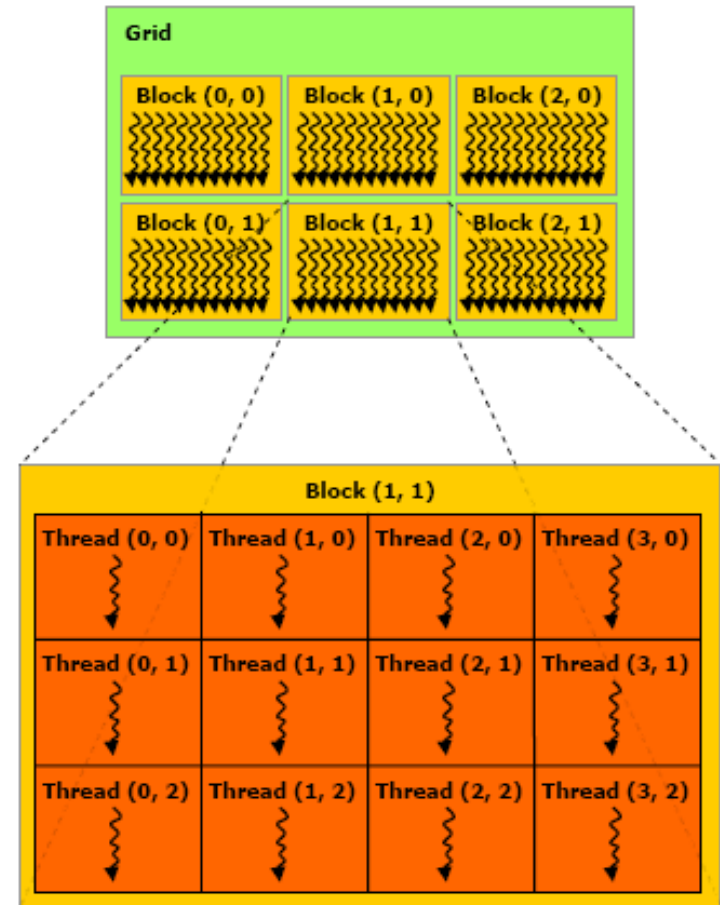 Grid
Block (0, 0) Block (1, 0) Block (2, 0)
Block (0, 1) Block (1, 1) Block (2, 1)
Block (1, 1)
Thread (0, 0) Thread (1, 0) Thread (2, 0) Thread (3, 0)
Thread (0, 1) Thread (1, 1) Thread (2, 1) Thread (3, 1)
Thread (0, 2) Thread (1, 2) Thread (2, 2) Thread (3, 2)